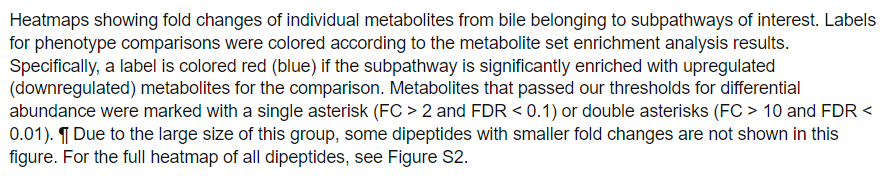 Heatmaps showing fold changes of individual metabolites from bile belonging to subpathways of interest. Labels
for phenotype comparisons were colored according to the metabolite set enrichment analysis results.
Specifically, a label is colored red (blue) if the subpathway is significantly enriched with upregulated
(downregulated) metabolites for the comparison. Metabolites that passed our thresholds for differential
abundance were marked with a single asterisk (FC > 2 and FDR < 0.1) or double asterisks (FC > 10 and FDR <
0.01). ¶ Due to the large size of this group, some dipeptides with smaller fold changes are not shown in this
figure. For the full heatmap of all dipeptides, see Figure S2.